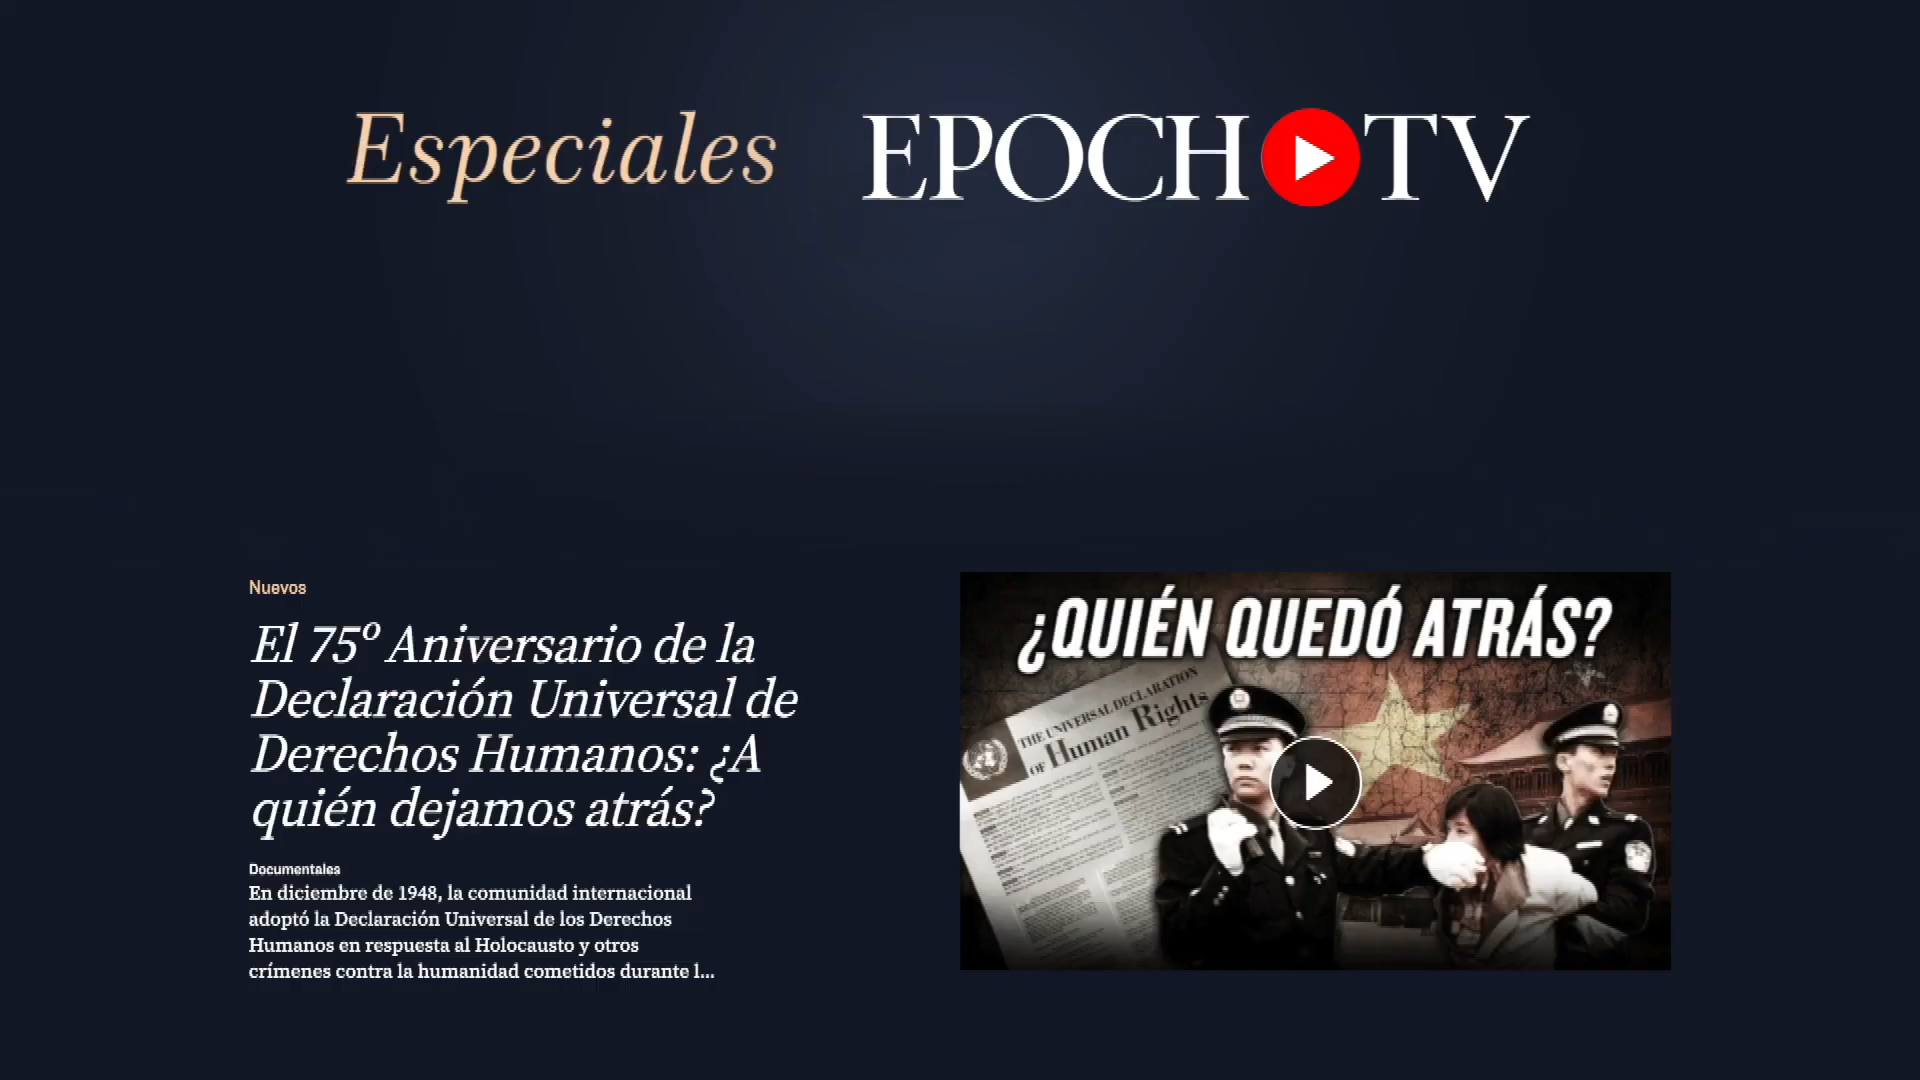 Especiales
EPOCH TV
Nuevos
El 75º Aniversario de la
Declaración Universal de
Derechos Humanos: ¿A
quién dejamos atrás?
Documentales
En diciembre de 1948, la comunidad internacional
adoptó la Declaración Universal de los Derechos
Humanos en respuesta al Holocausto y otros
crímenes contra la humanidad cometidos durante l...
¿QUIÉN QUEDÓ ATRÁS?
THE UNIVERSAL DECLARATION
OF Human Rights